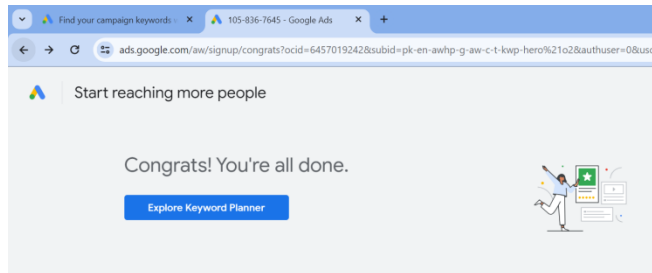 Find your campaign keywords
105-836-7645 - Google Ads
ads.google.com/aw/signup/congrats?ocid=6457019242&subid=pk-en-awhp-g-aw-c-t-kwp-hero%21o2&authuser=0&usc
Start reaching more people
Congrats! You're all done.
Explore Keyword Planner